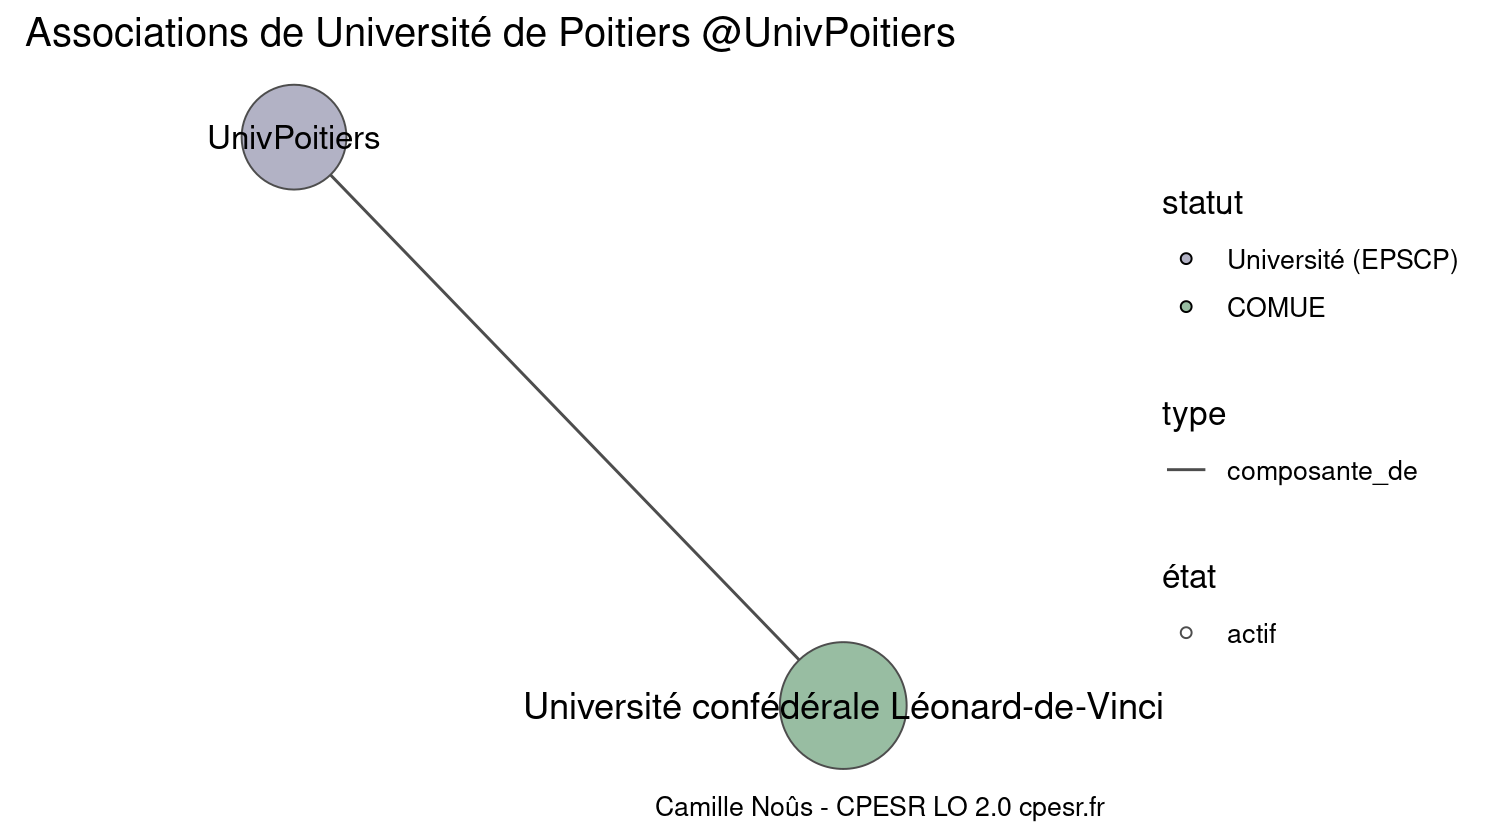 Associations de Université de Poitiers @UnivPoitiers
UnivPoitiers
statut
Université (EPSCP)
COMUE
type
composante_de
état
actif
Université confédérale Léonard-de-Vinci
Camille Noûs - CPESR LO 2.0 cpesr.fr